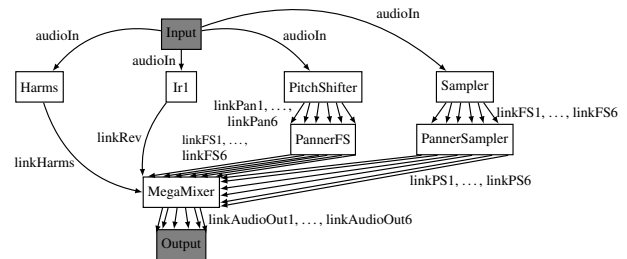 Input
audioIn
audioIn
audioIn
audioIn
Harms
Ir1
PitchShifter
Sampler
linkPan1, . . . ,
linkPan6
linkFS1, . . . , linkFS6
linkRev
PannerFS
PannerSampler
linkFS1, . . . ,
linkFS6
linkHarms
linkPS1, . . . , linkPS6
MegaMixer
linkAudioOut1, . . . , linkAudioOut6
Output